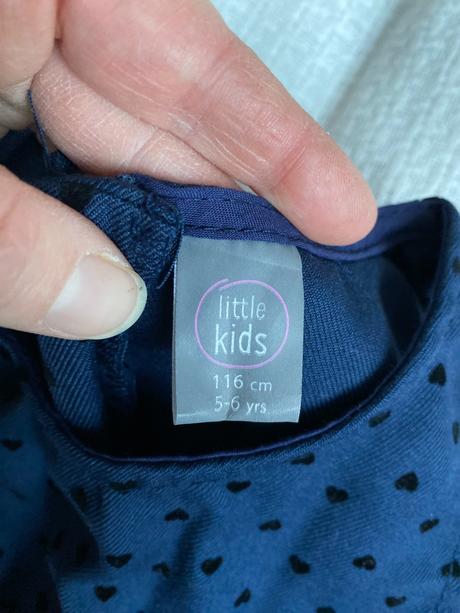 little
kids
116 cm
5-6 yrs